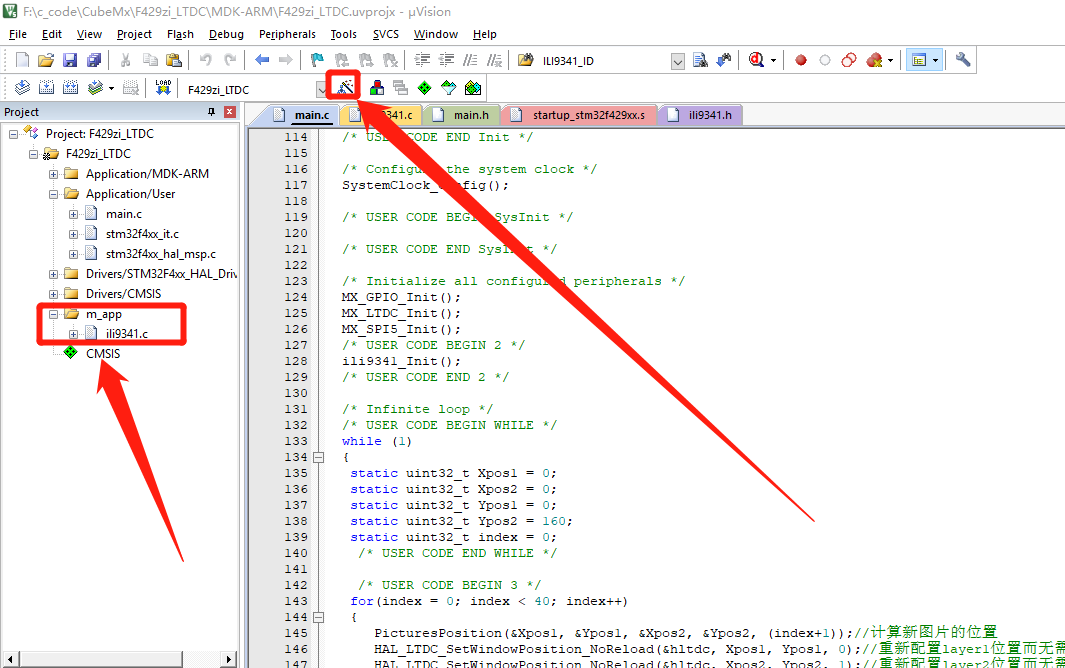 F:\c_code\CubeMx\F429zi_LTDC\MDK-ARM\F429zi_LTDC.uvprojx - µVision
File Edit View Project Flash Debug Peripherals Tools SVCS Window Help
ILI9341_ID
LOAD F429zi_LTDC
Project
Project: F429zi_LTDC
F429zi_LTDC
Application/MDK-ARM
Application/User
main.c
stm32f4xx_it.c
stm32f4xx_hal_msp.c
Drivers/STM32F4xx_HAL_Driv
Drivers/CMSIS
m_app
ili9341.c
CMSIS
main.c 9341.c main.h startup_stm32f429xx.s ili9341.h
114 /* USER CODE END Init */
115
116 /* Configure the system clock */
117 SystemClock_Config();
118
119 /* USER CODE BEGIN SysInit */
120
121 /* USER CODE END SysInit */
122
123 /* Initialize all configured peripherals */
124 MX_GPIO_Init();
125 MX_LTDC_Init();
126 MX_SPI5_Init();
127 /* USER CODE BEGIN 2 */
128 ili9341_Init();
129 /* USER CODE END 2 */
130
131 /* Infinite loop */
132 /* USER CODE BEGIN WHILE */
133 while (1)
134 {
135 static uint32_t Xpos1 = 0;
136 static uint32_t Xpos2 = 0;
137 static uint32_t Ypos1 = 0;
138 static uint32_t Ypos2 = 160;
139 static uint32_t index = 0;
140 /* USER CODE END WHILE */
141
142 /* USER CODE BEGIN 3 */
143 for(index = 0; index < 40; index++)
144 {
145 PicturesPosition(&Xpos1, &Ypos1, &Xpos2, &Ypos2, (index+1));//计算新图片的位置
146 HAL_LTDC_SetWindowPosition_NoReload(&hltdc, Xpos1, Ypos1, 0);//重新配置layer1位置而无需
147 HAL_LTDC_SetWindowPosition_NoReload(&hltdc, Xpos2, Ypos2, 1);//重新配置layer2位置而无需